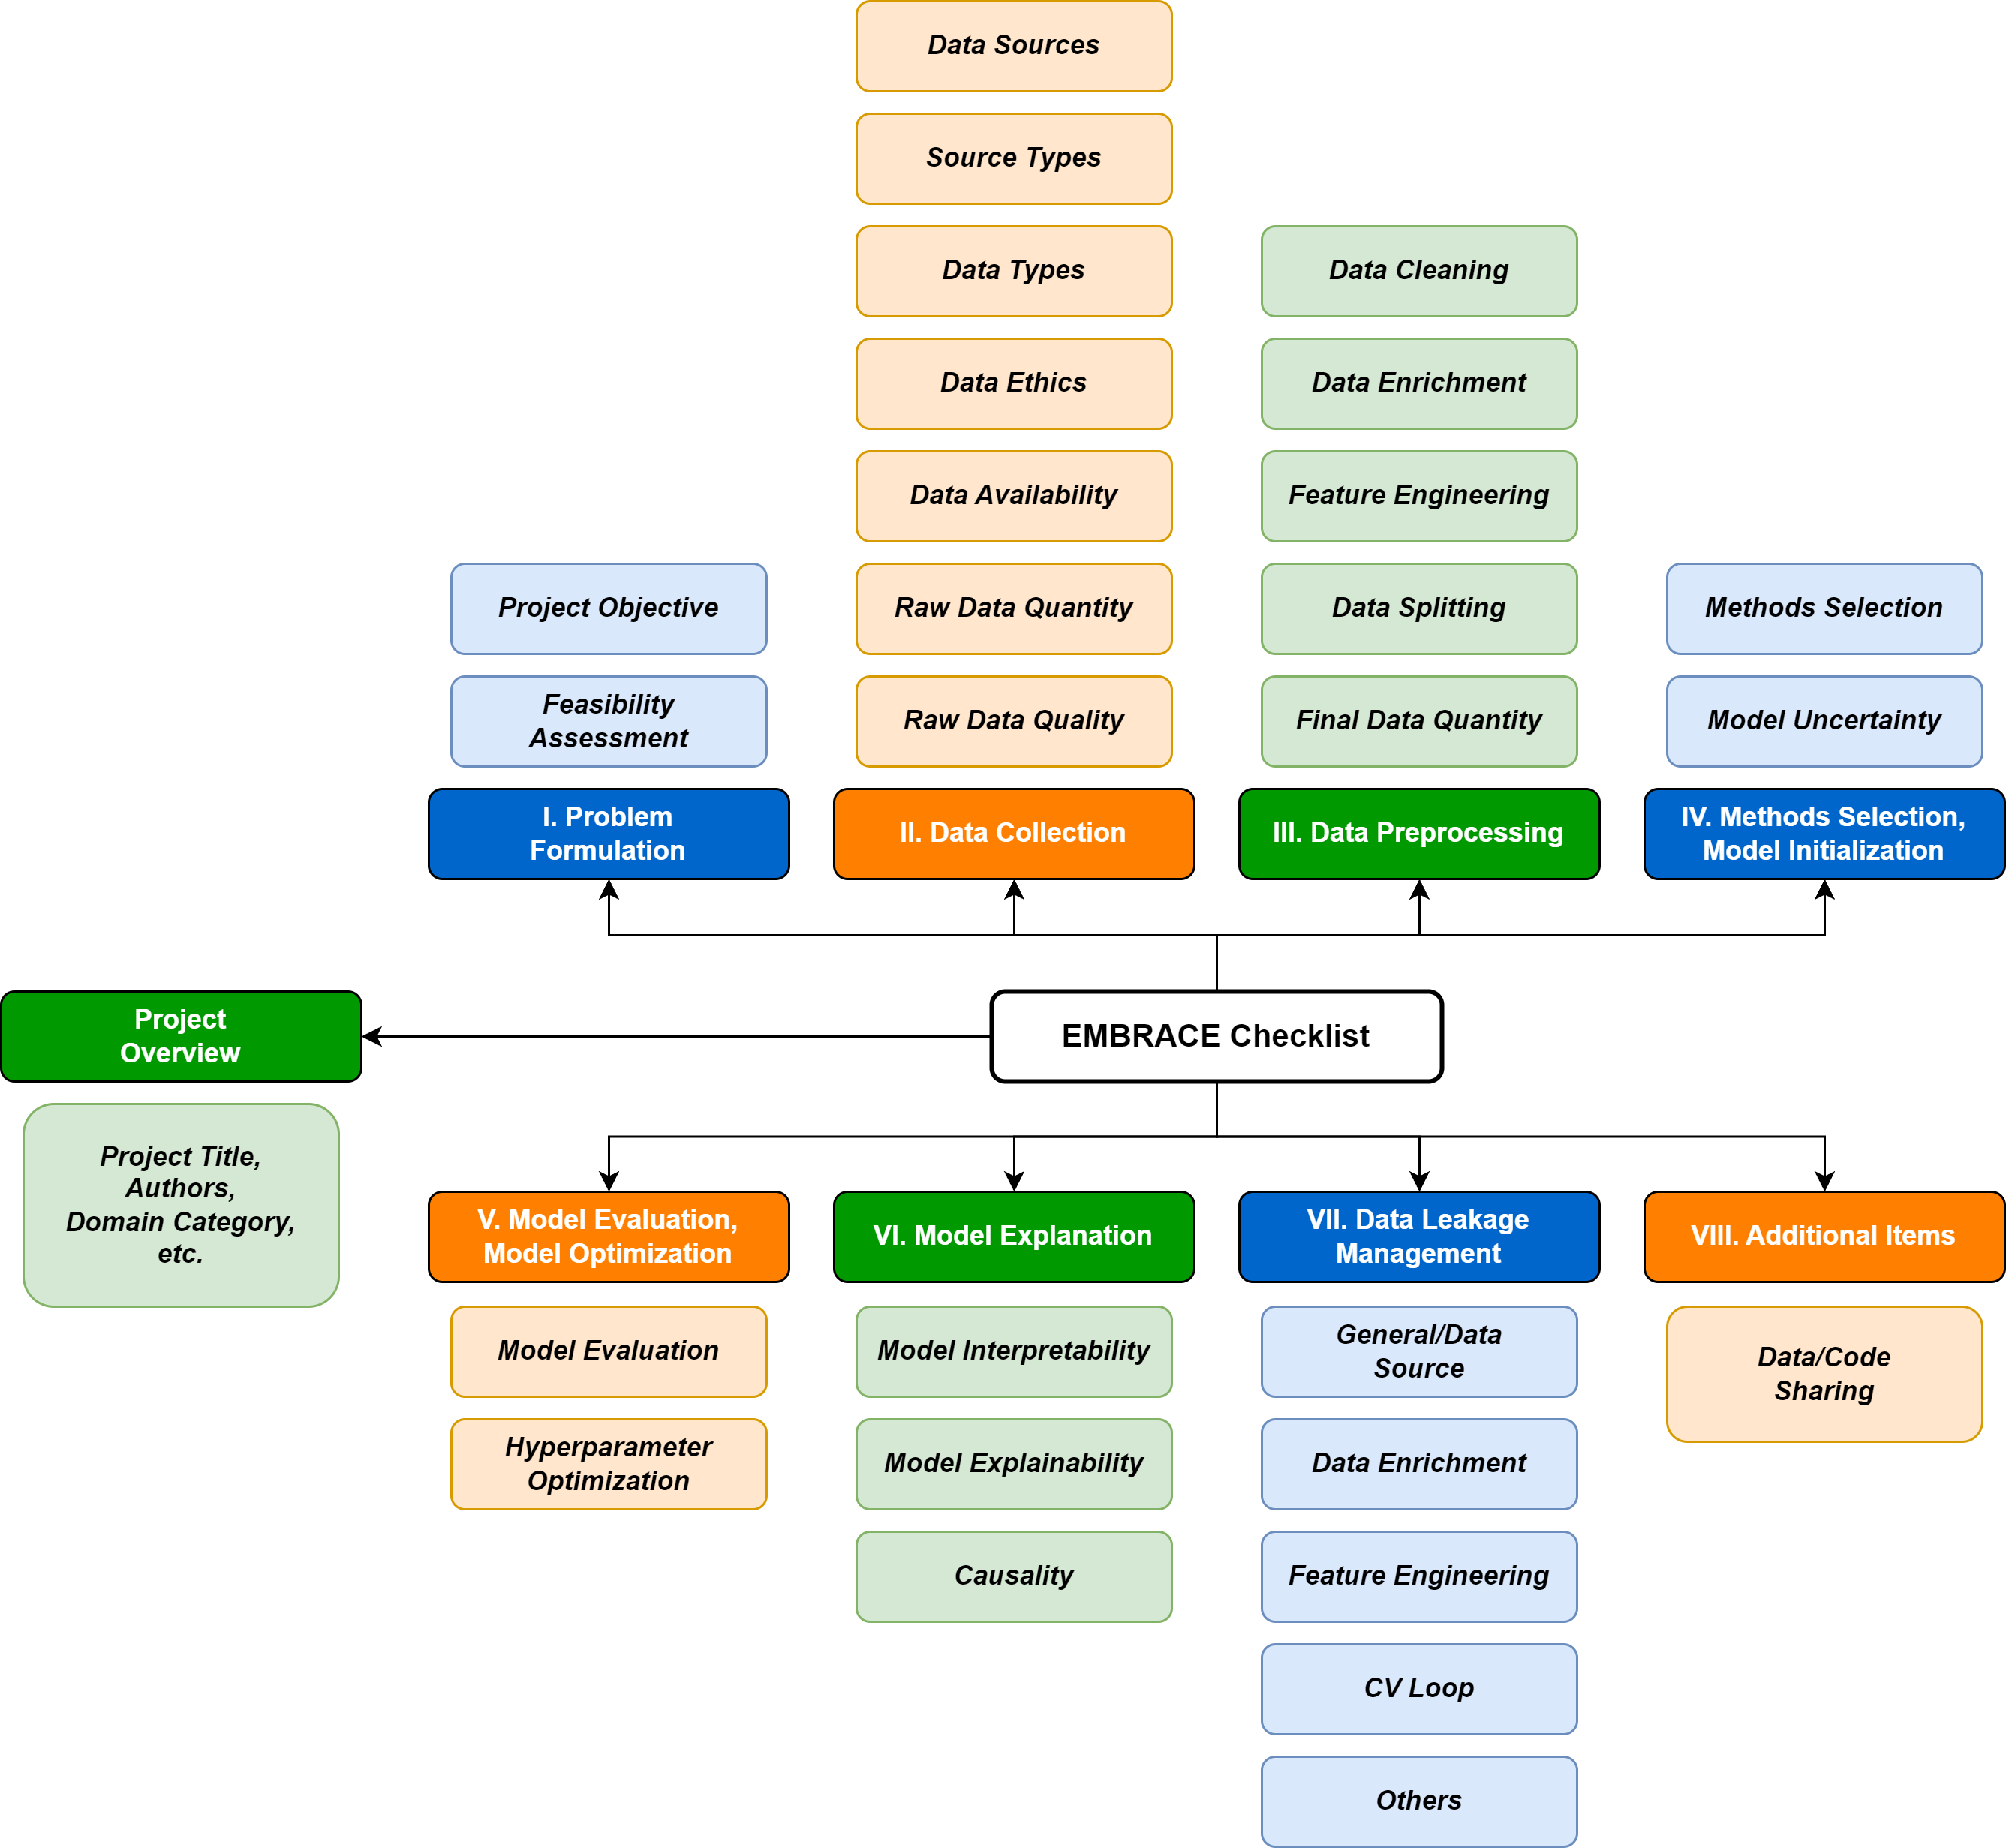 Data Sources
Source Types
Data Types
Data Ethics
Data Availability
Raw Data Quantity
Raw Data Quality
Data Cleaning
Data Enrichment
Feature Engineering
Data Splitting
Final Data Quantity
Project Objective
Feasibility
Assessment
Methods Selection
Model Uncertainty
I. Problem
Formulation
II. Data Collection
III. Data Preprocessing
IV. Methods Selection,
Model Initialization
Project
Overview
EMBRACE Checklist
Project Title,
Authors,
Domain Category,
etc.
V. Model Evaluation,
Model Optimization
VI. Model Explanation
VII. Data Leakage
Management
VIII. Additional Items
Model Evaluation
Hyperparameter
Optimization
Model Interpretability
Model Explainability
Causality
General/Data
Source
Data Enrichment
Feature Engineering
CV Loop
Others
Data/Code
Sharing